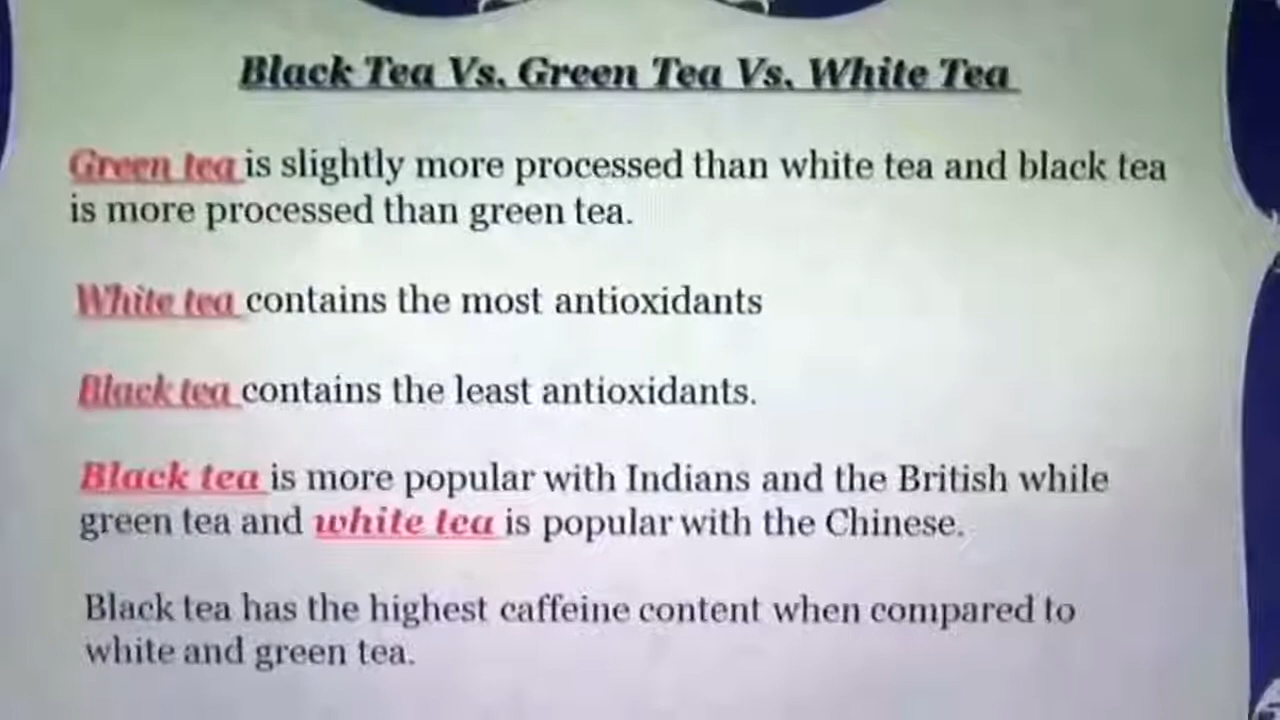 Black Tea Vs. Green Tea Vs. White Tea
Green tea is slightly more processed than white tea and black tea
is more processed than green tea.
White tea contains the most antioxidants
Black tea contains the least antioxidants.
Black tea is more popular with Indians and the British while
green tea and white tea is popular with the Chinese.
Black tea has the highest caffeine content when compared to
white and green tea.